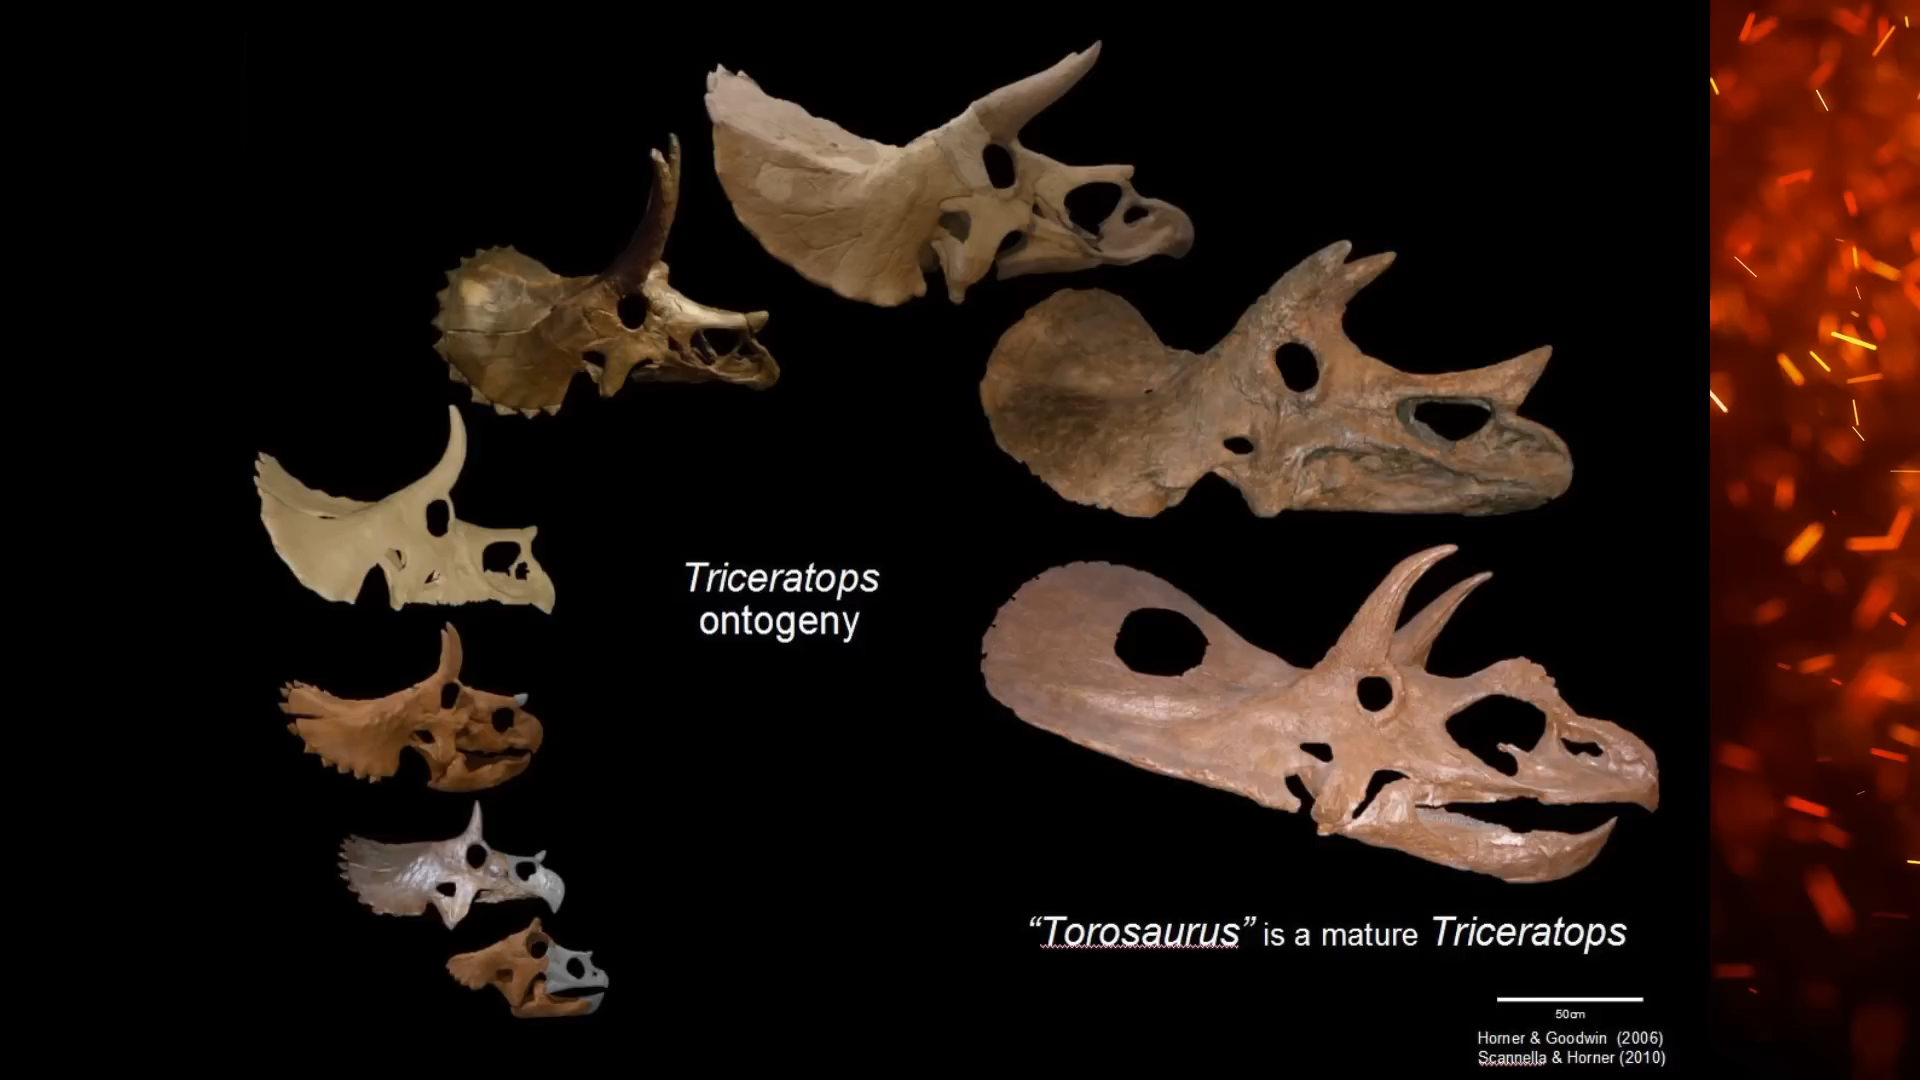 Triceratops
ontogeny
“Torosaurus” is a mature Triceratops
50cm
Horner & Goodwin (2006)
Scannella & Horner (2010)